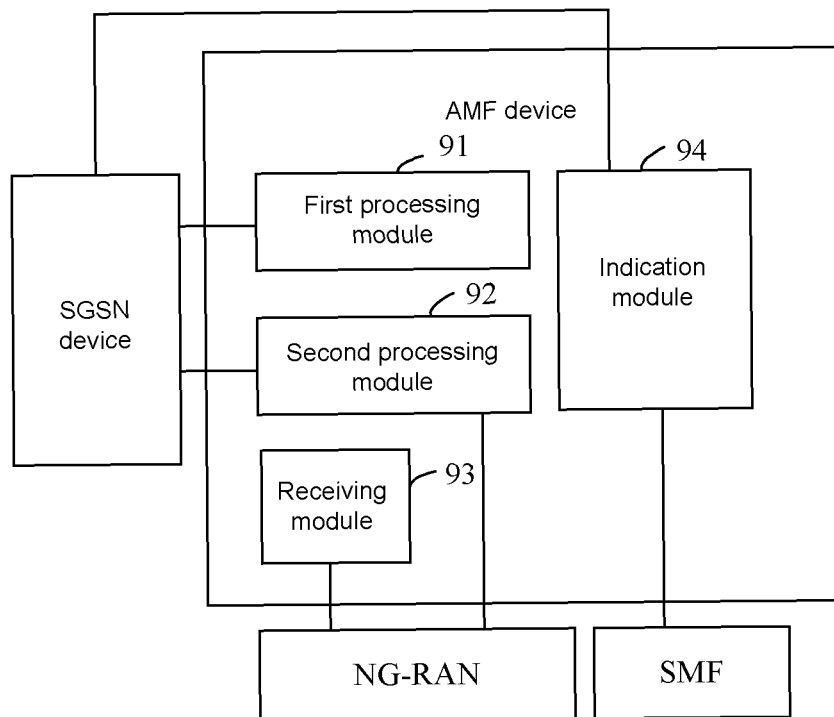 AMF device
91
94
First processing
module
SGSN
device
Indication
module
92
Second processing
module
93
Receiving
module
NG-RAN
SMF